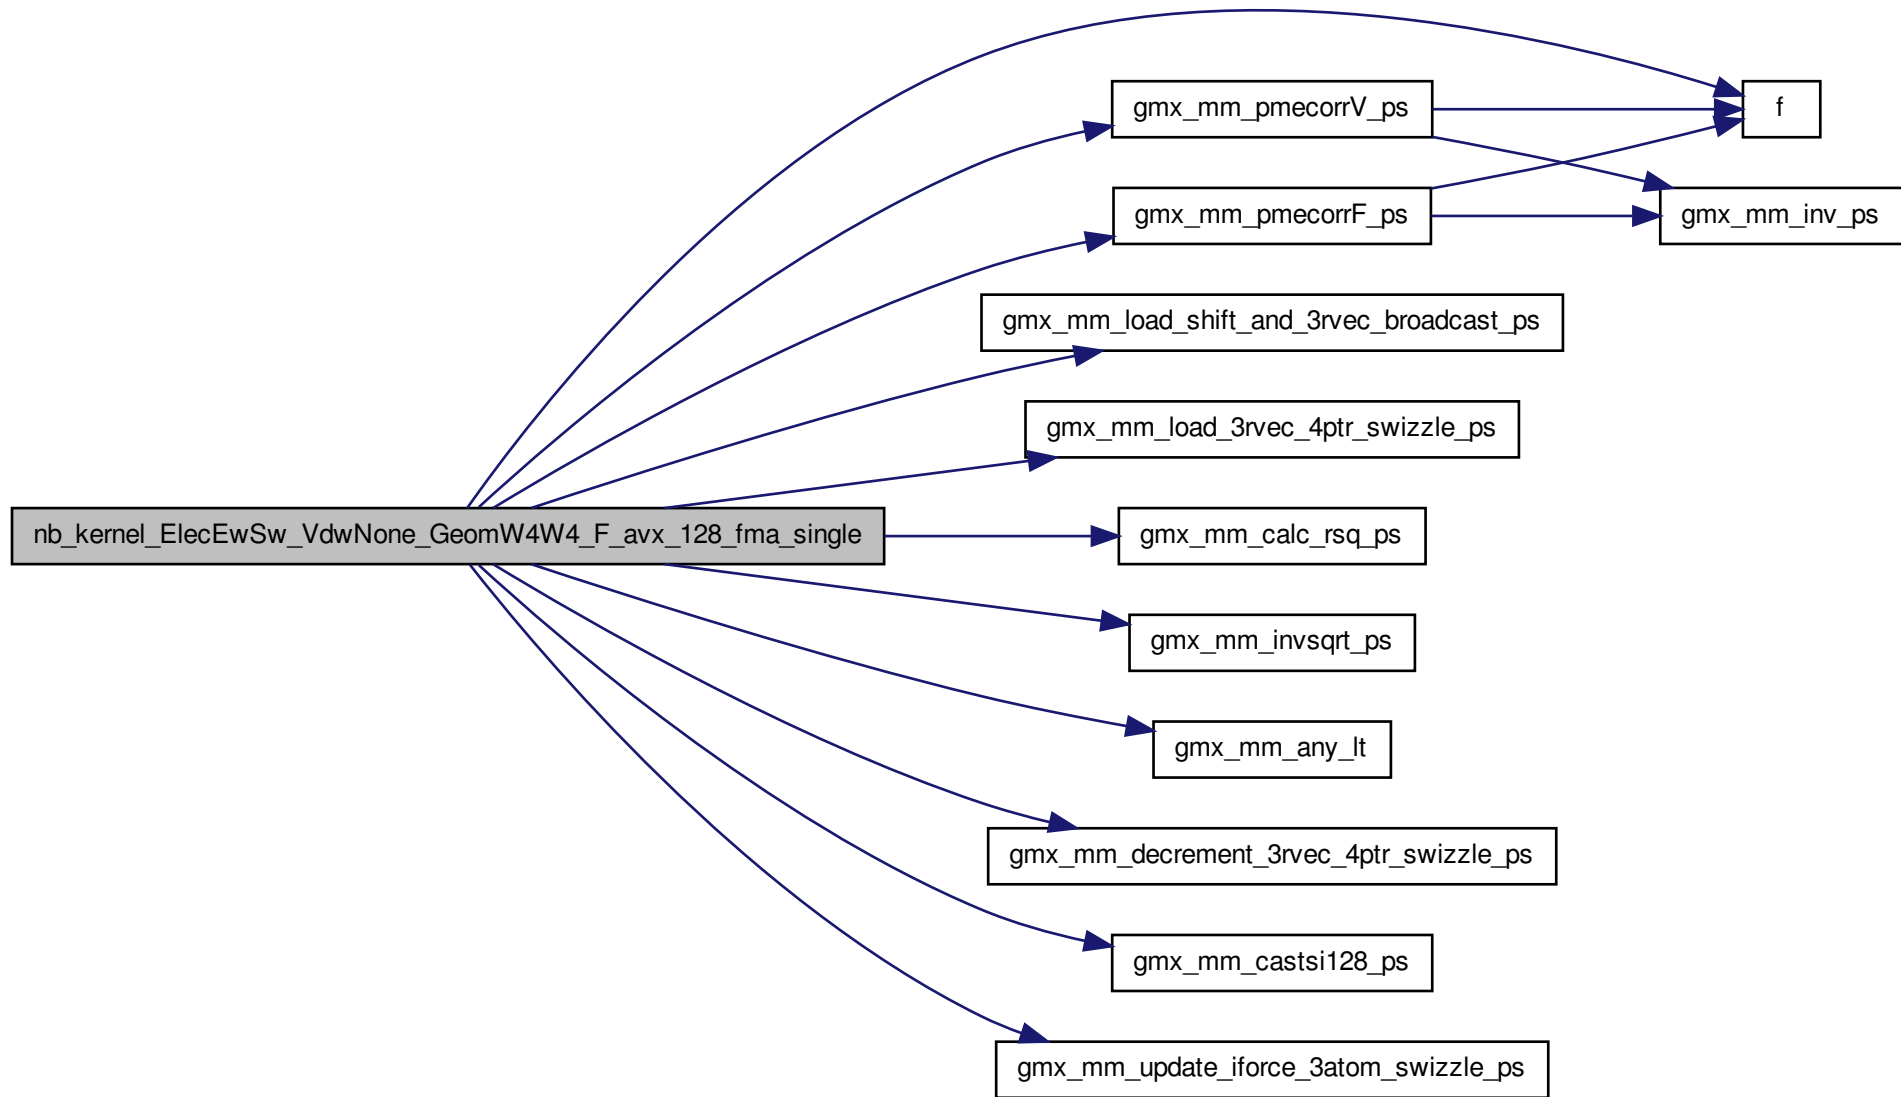 f
gmx_mm_pmecorrV_ps
gmx_mm_pmecorrF_ps
gmx_mm_inv_ps
gmx_mm_load_shift_and_3rvec_broadcast_ps
gmx_mm_load_3rvec_4ptr_swizzle_ps
nb_kernel_ElecEwSw_VdwNone_GeomW4W4_F_avx_128_fma_single
gmx_mm_calc_rsq_ps
gmx_mm_invsqrt_ps
gmx_mm_any_lt
gmx_mm_decrement_3rvec_4ptr_swizzle_ps
gmx_mm_castsi128_ps
gmx_mm_update_iforce_3atom_swizzle_ps